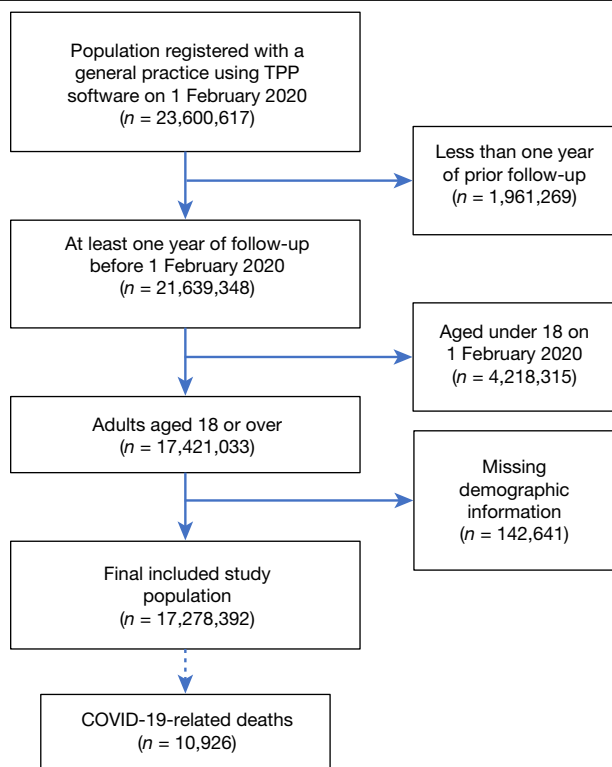 Population registered with a
general practice using TPP
software on 1 February 2020
(n = 23,600,617)
Less than one year
of prior follow-up
(n = 1,961,269)
At least one year of follow-up
before 1 February 2020
(n = 21,639,348)
Aged under 18 on
1 February 2020
(n = 4,218,315)
Adults aged 18 or over
(n = 17,421,033)
Missing
demographic
information
(n = 142,641)
Final included study
population
(n = 17,278,392)
COVID-19-related deaths
(n = 10,926)